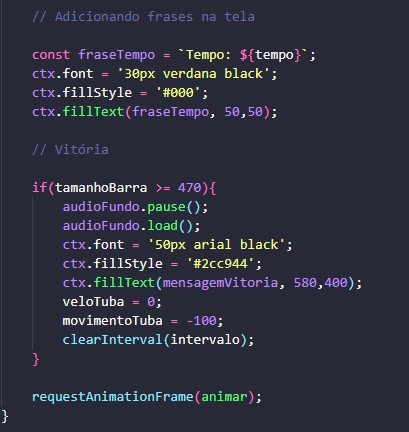 // Adicionando frases na tela
const fraseTempo = `Tempo: ${tempo}`;
ctx.font = '30px verdana black';
ctx.fillStyle = '#000';
ctx.fillText(fraseTempo, 50,50);
// Vitória
if(tamanhoBarra >= 470){
audioFundo.pause();
audioFundo.load();
ctx.font = '50px arial black';
ctx.fillStyle = '#2cc944';
ctx.fillText(mensagemVitoria, 580,400);
veloTuba = 0;
movimentoTuba = -100;
clearInterval(intervalo);
}
requestAnimationFrame(animar);
}